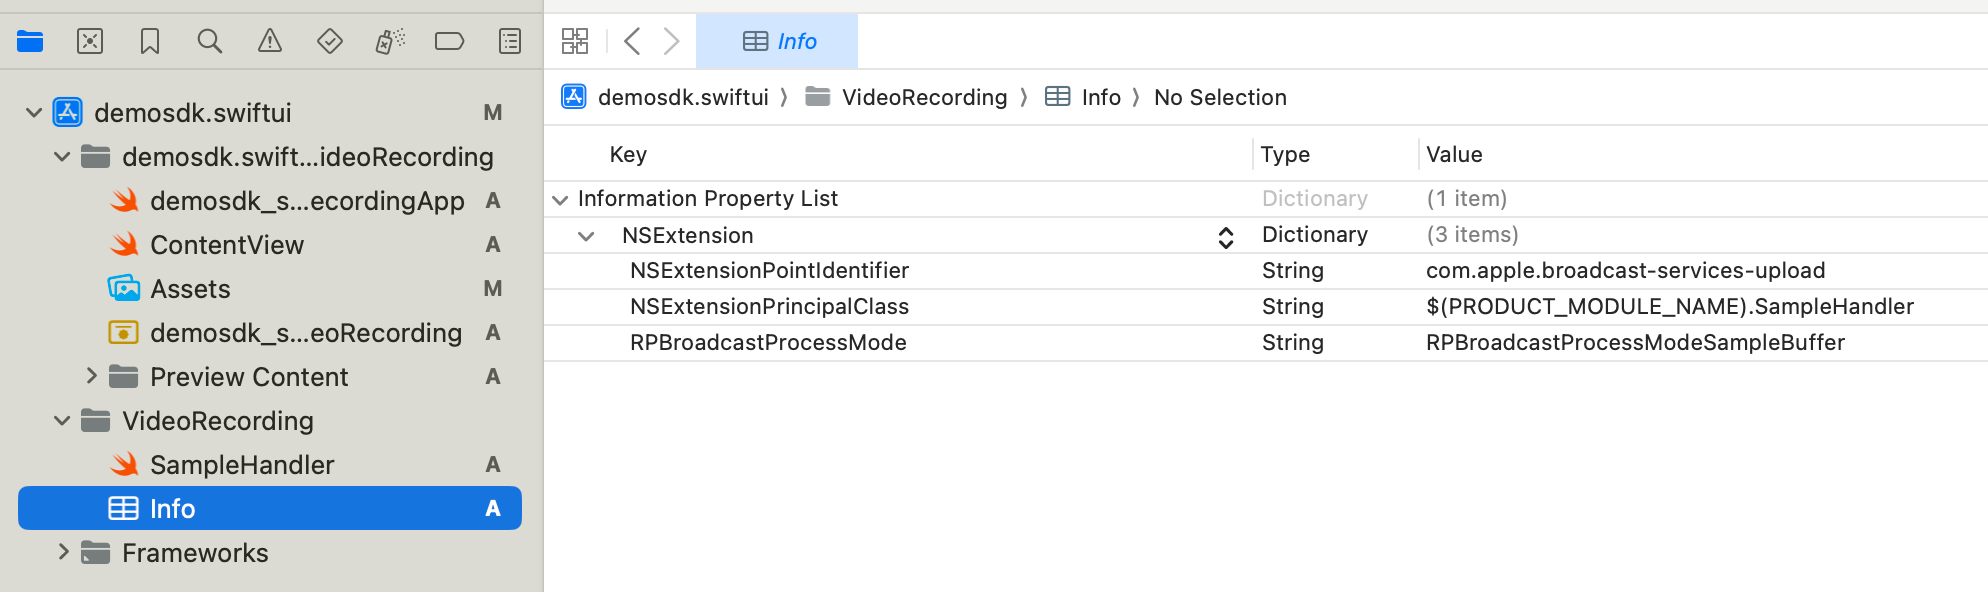 Info
demosdk.swiftui
VideoRecording
Info
No Selection
demosdk.swiftui M
demosdk.swift...ideoRecording
demosdk_s...ecordingApp A
ContentView A
Assets M
demosdk_s...eoRecording A
Preview Content A
VideoRecording
SampleHandler A
Info A
Frameworks
Key Type Value
Information Property List Dictionary (1 item)
NSExtension Dictionary (3 items)
NSExtensionPointIdentifier String com.apple.broadcast-services-upload
NSExtensionPrincipalClass String $(PRODUCT_MODULE_NAME).SampleHandler
RPBroadcastProcessMode String RPBroadcastProcessModeSampleBuffer